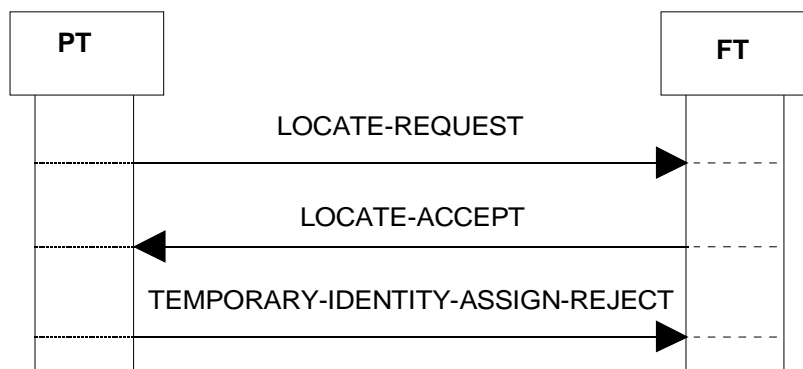 PT
FT
LOCATE-REQUEST
LOCATE-ACCEPT
TEMPORARY-IDENTITY-ASSIGN-REJECT